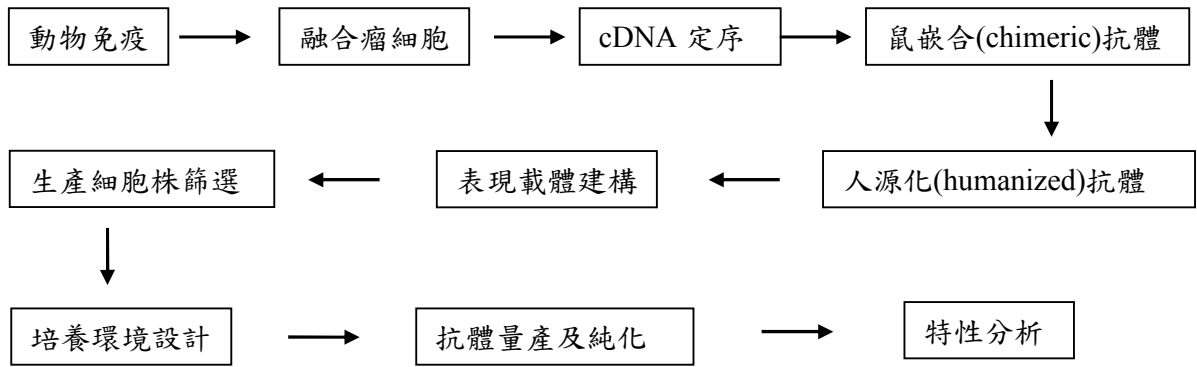 動物免疫
融合瘤細胞
cDNA 定序
鼠嵌合(chimeric)抗體
人源化(humanized)抗體
表現載體建構
生產細胞株篩選
培養環境設計
抗體量產及純化
特性分析